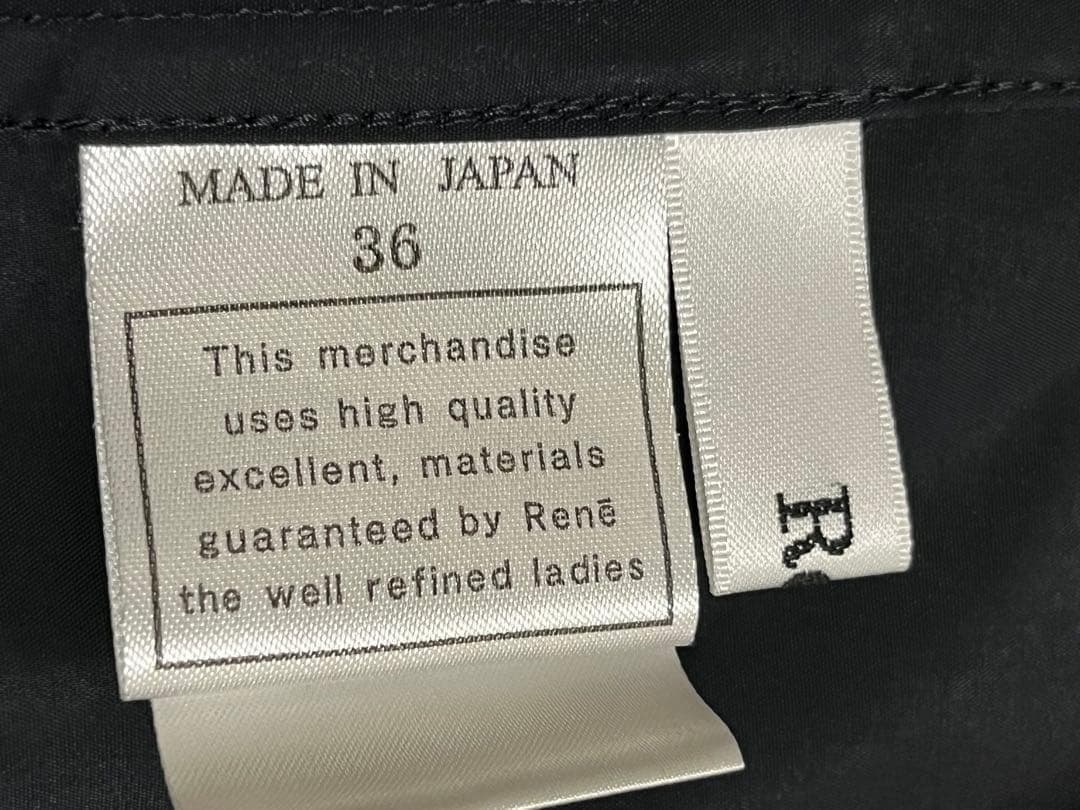 MADE IN JAPAN
36
This merchandise
uses high quality
excellent, materials
guaranteed by Renē
the well refined ladies
R